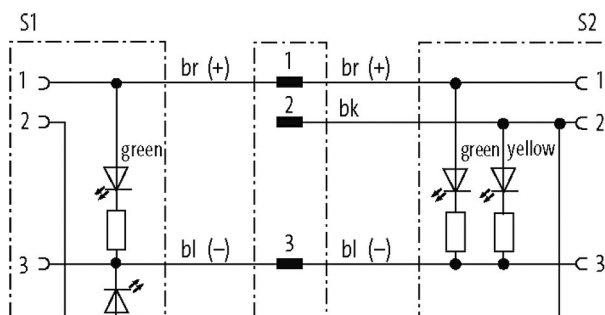 S1 S2
1 br (+) 1 br (+) 1
2 2 bk 2
green green yellow
3 bl (–) 3 bl (–) 3